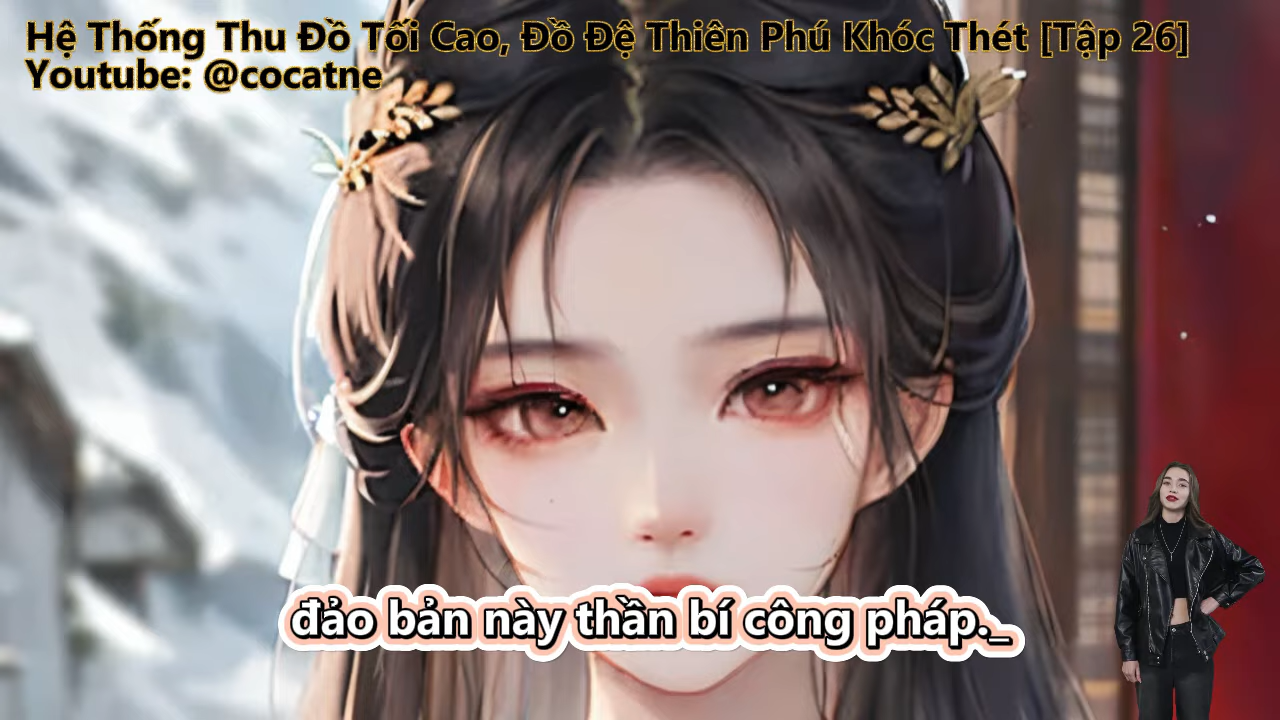 Hệ Thống Thu Đồ Tối Cao, Đồ Đệ Thiên Phú Khóc Thét [Tập 26]
Youtube: @cocatne
đảo bản này thần bí công pháp._